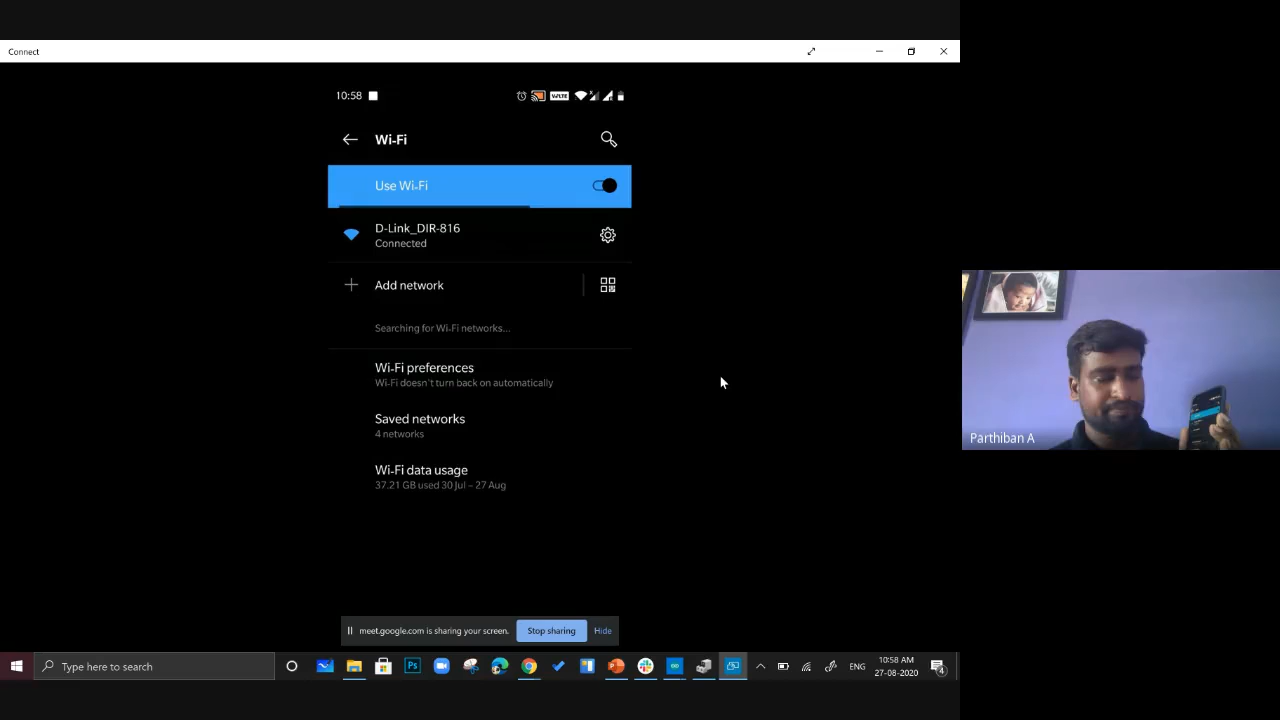 Connect
10:58
VoLTE
Wi-Fi
Use Wi-Fi
D-Link_DIR-816
Connected
Add network
Searching for Wi-Fi networks...
Wi-Fi preferences
Wi-Fi doesn't turn back on automatically
Saved networks
4 networks
Wi-Fi data usage
37.21 GB used 30 Jul – 27 Aug
Parthiban A
meet.google.com is sharing your screen.
Stop sharing
Hide
Type here to search
Ps
ENG
10:58 AM
27-08-2020
4